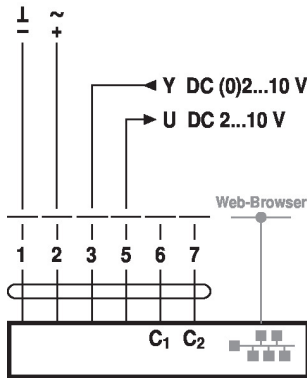 ⊥ ~
− +
Y DC (0)2...10 V
U DC 2...10 V
Web-Browser
1 2 3 5 6 7
C₁ C₂